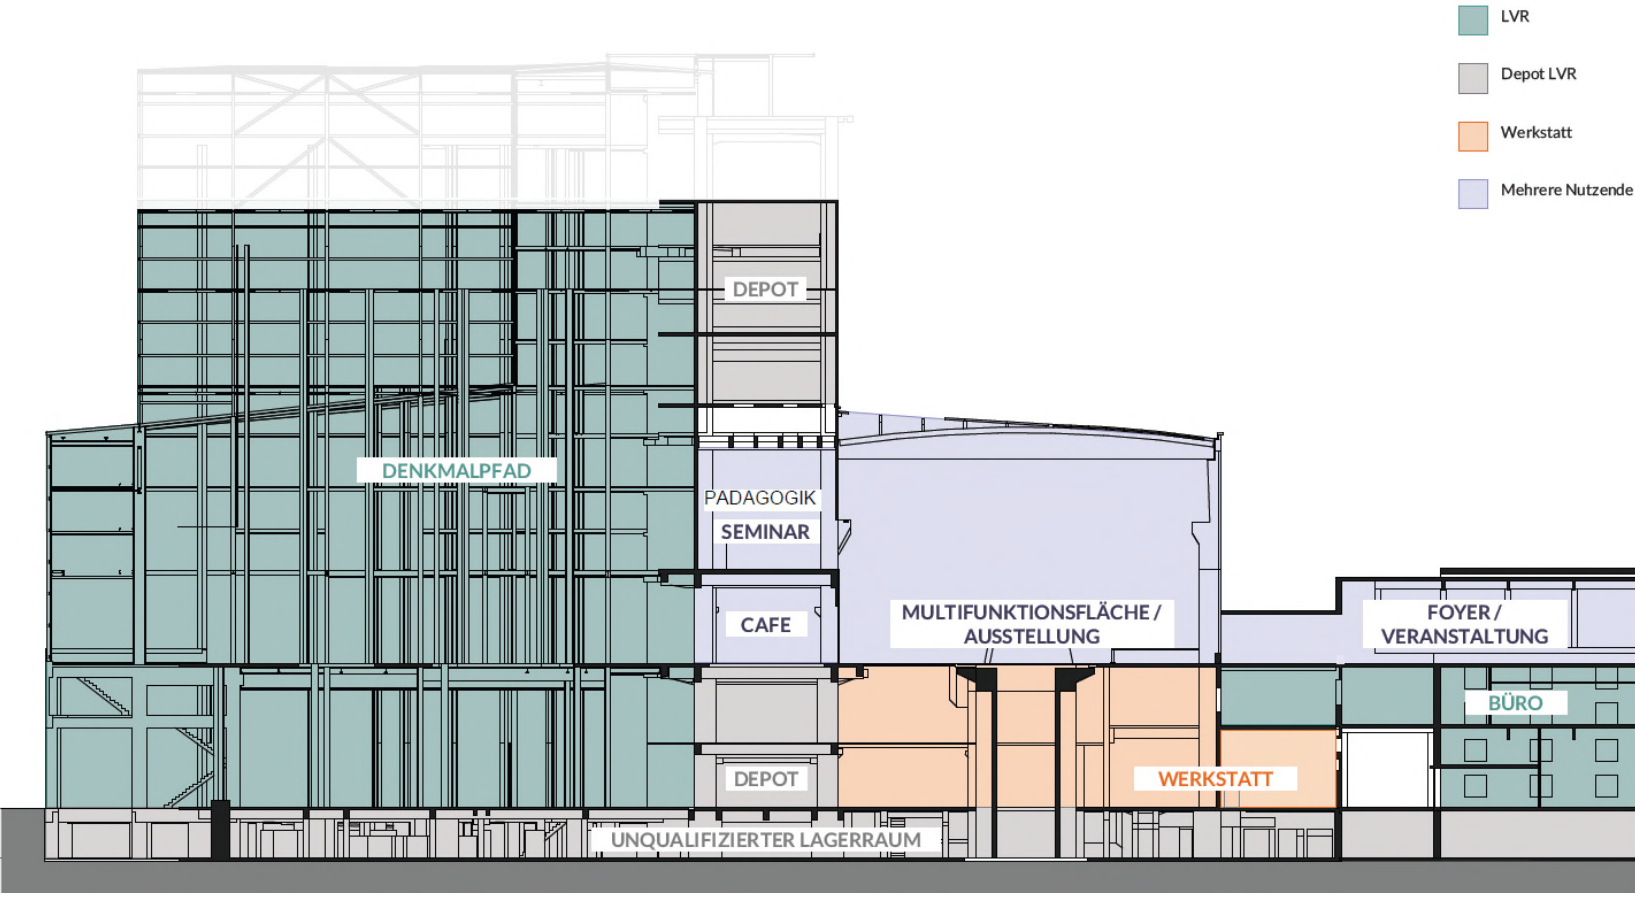 LVR
Depot LVR
Werkstatt
Mehrere Nutzende
DEPOT
DENKMALPFAD
PADAGOGIK
SEMINAR
CAFE
MULTIFUNKTIONSFLÄCHE /
AUSSTELLUNG
FOYER /
VERANSTALTUNG
BÜRO
DEPOT
WERKSTATT
UNQUALIFIZIERTER LAGERRAUM